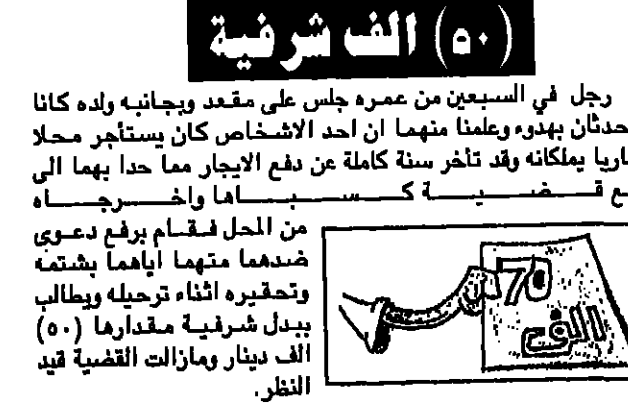 (٥٠) الف شرفية
رجل في السبعين من عمره جلس على مقعد وبجانبه ولده كانا
حدثان بهدوء وعلمنا منهما ان احد الاشخاص كان يستأجر محلا
اريا يملكانه وقد تأخر سنة كاملة عن دفع الايجار مما حدا بهما الى
ع قضية كسباها واخرجاه
من المحل فقام برفع دعوى
ضدهما متهما اياهما بشتمه
وتحقيره اثناء ترحيله ويطالب
ببدل شرفية مقدارها (٥٠)
الف دينار ومازالت القضية قيد
النظر.
70
الف